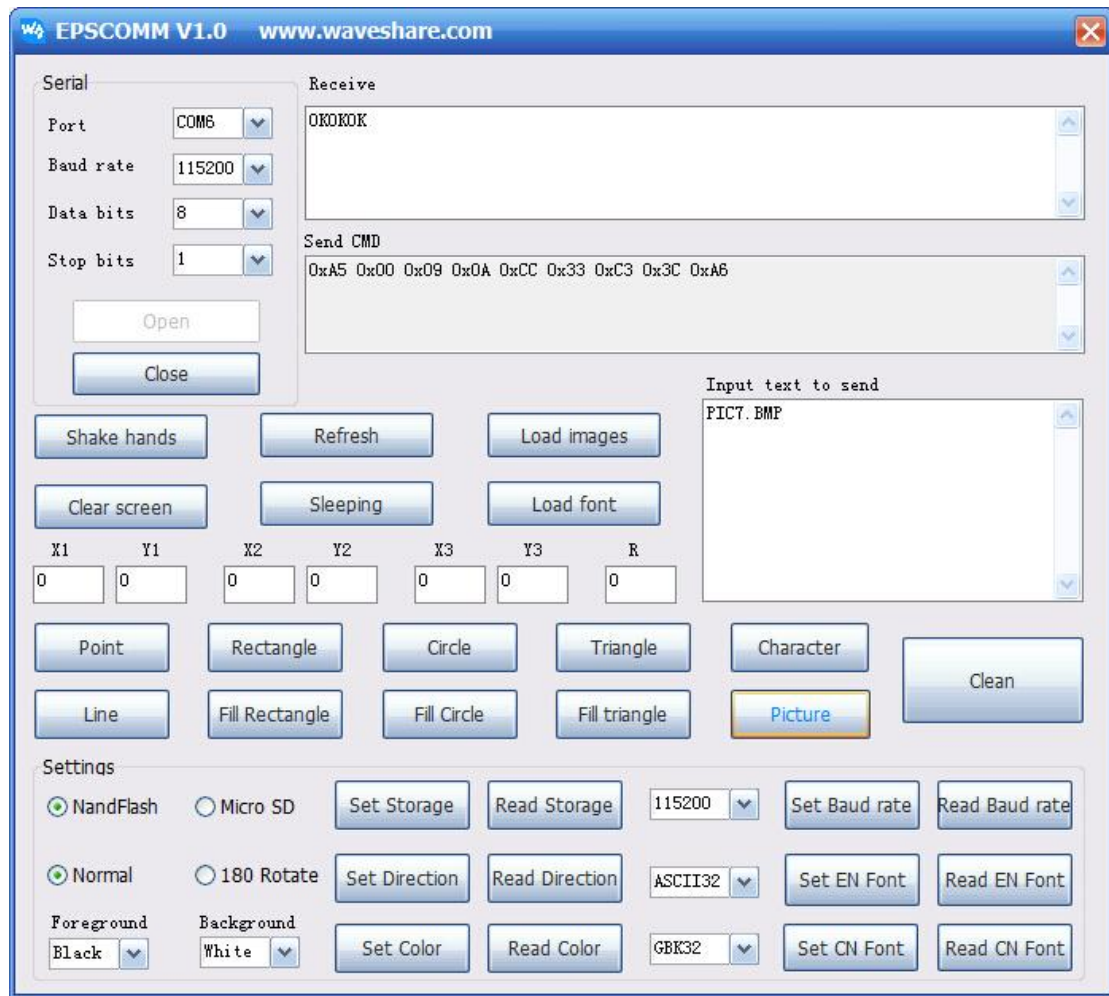 EPSCOMM V1.0 www.waveshare.com
Serial
Port COM6
Baud rate 115200
Data bits 8
Stop bits 1
Open
Close
Receive
OKOKOK
Send CMD
0xA5 0x00 0x09 0x0A 0xCC 0x33 0xC3 0x3C 0xA6
Input text to send
PIC7.BMP
Shake hands Refresh Load images
Clear screen Sleeping Load font
X1 Y1 X2 Y2 X3 Y3 R
0 0 0 0 0 0 0
Point Rectangle Circle Triangle Character
Clean
Line Fill Rectangle Fill Circle Fill triangle Picture
Settings
NandFlash Micro SD Set Storage Read Storage 115200 Set Baud rate Read Baud rate
Normal 180 Rotate Set Direction Read Direction ASCII32 Set EN Font Read EN Font
Foreground Background
Black White Set Color Read Color GBK32 Set CN Font Read CN Font